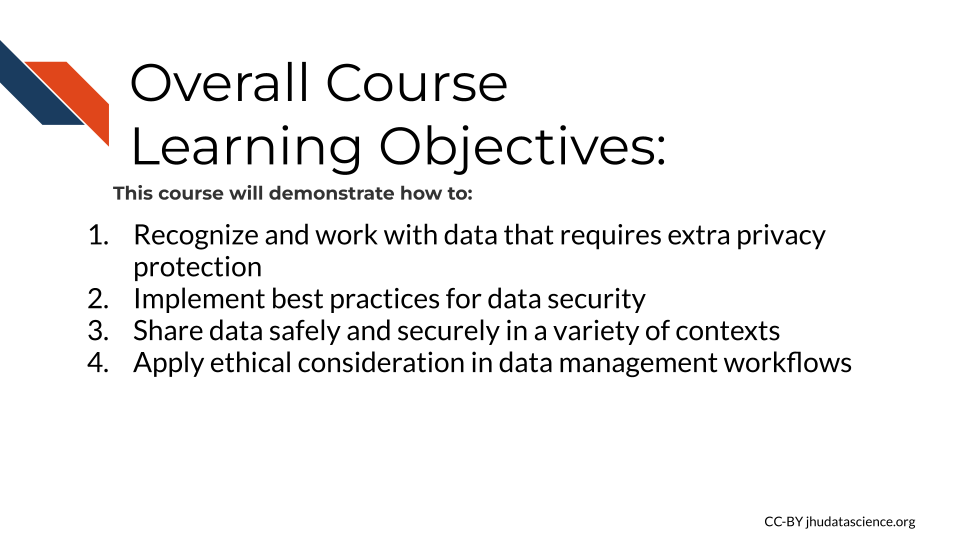 Overall Course
Learning Objectives:
This course will demonstrate how to:
1. Recognize and work with data that requires extra privacy
protection
2. Implement best practices for data security
3. Share data safely and securely in a variety of contexts
4. Apply ethical consideration in data management workflows
CC-BY jhudatascience.org